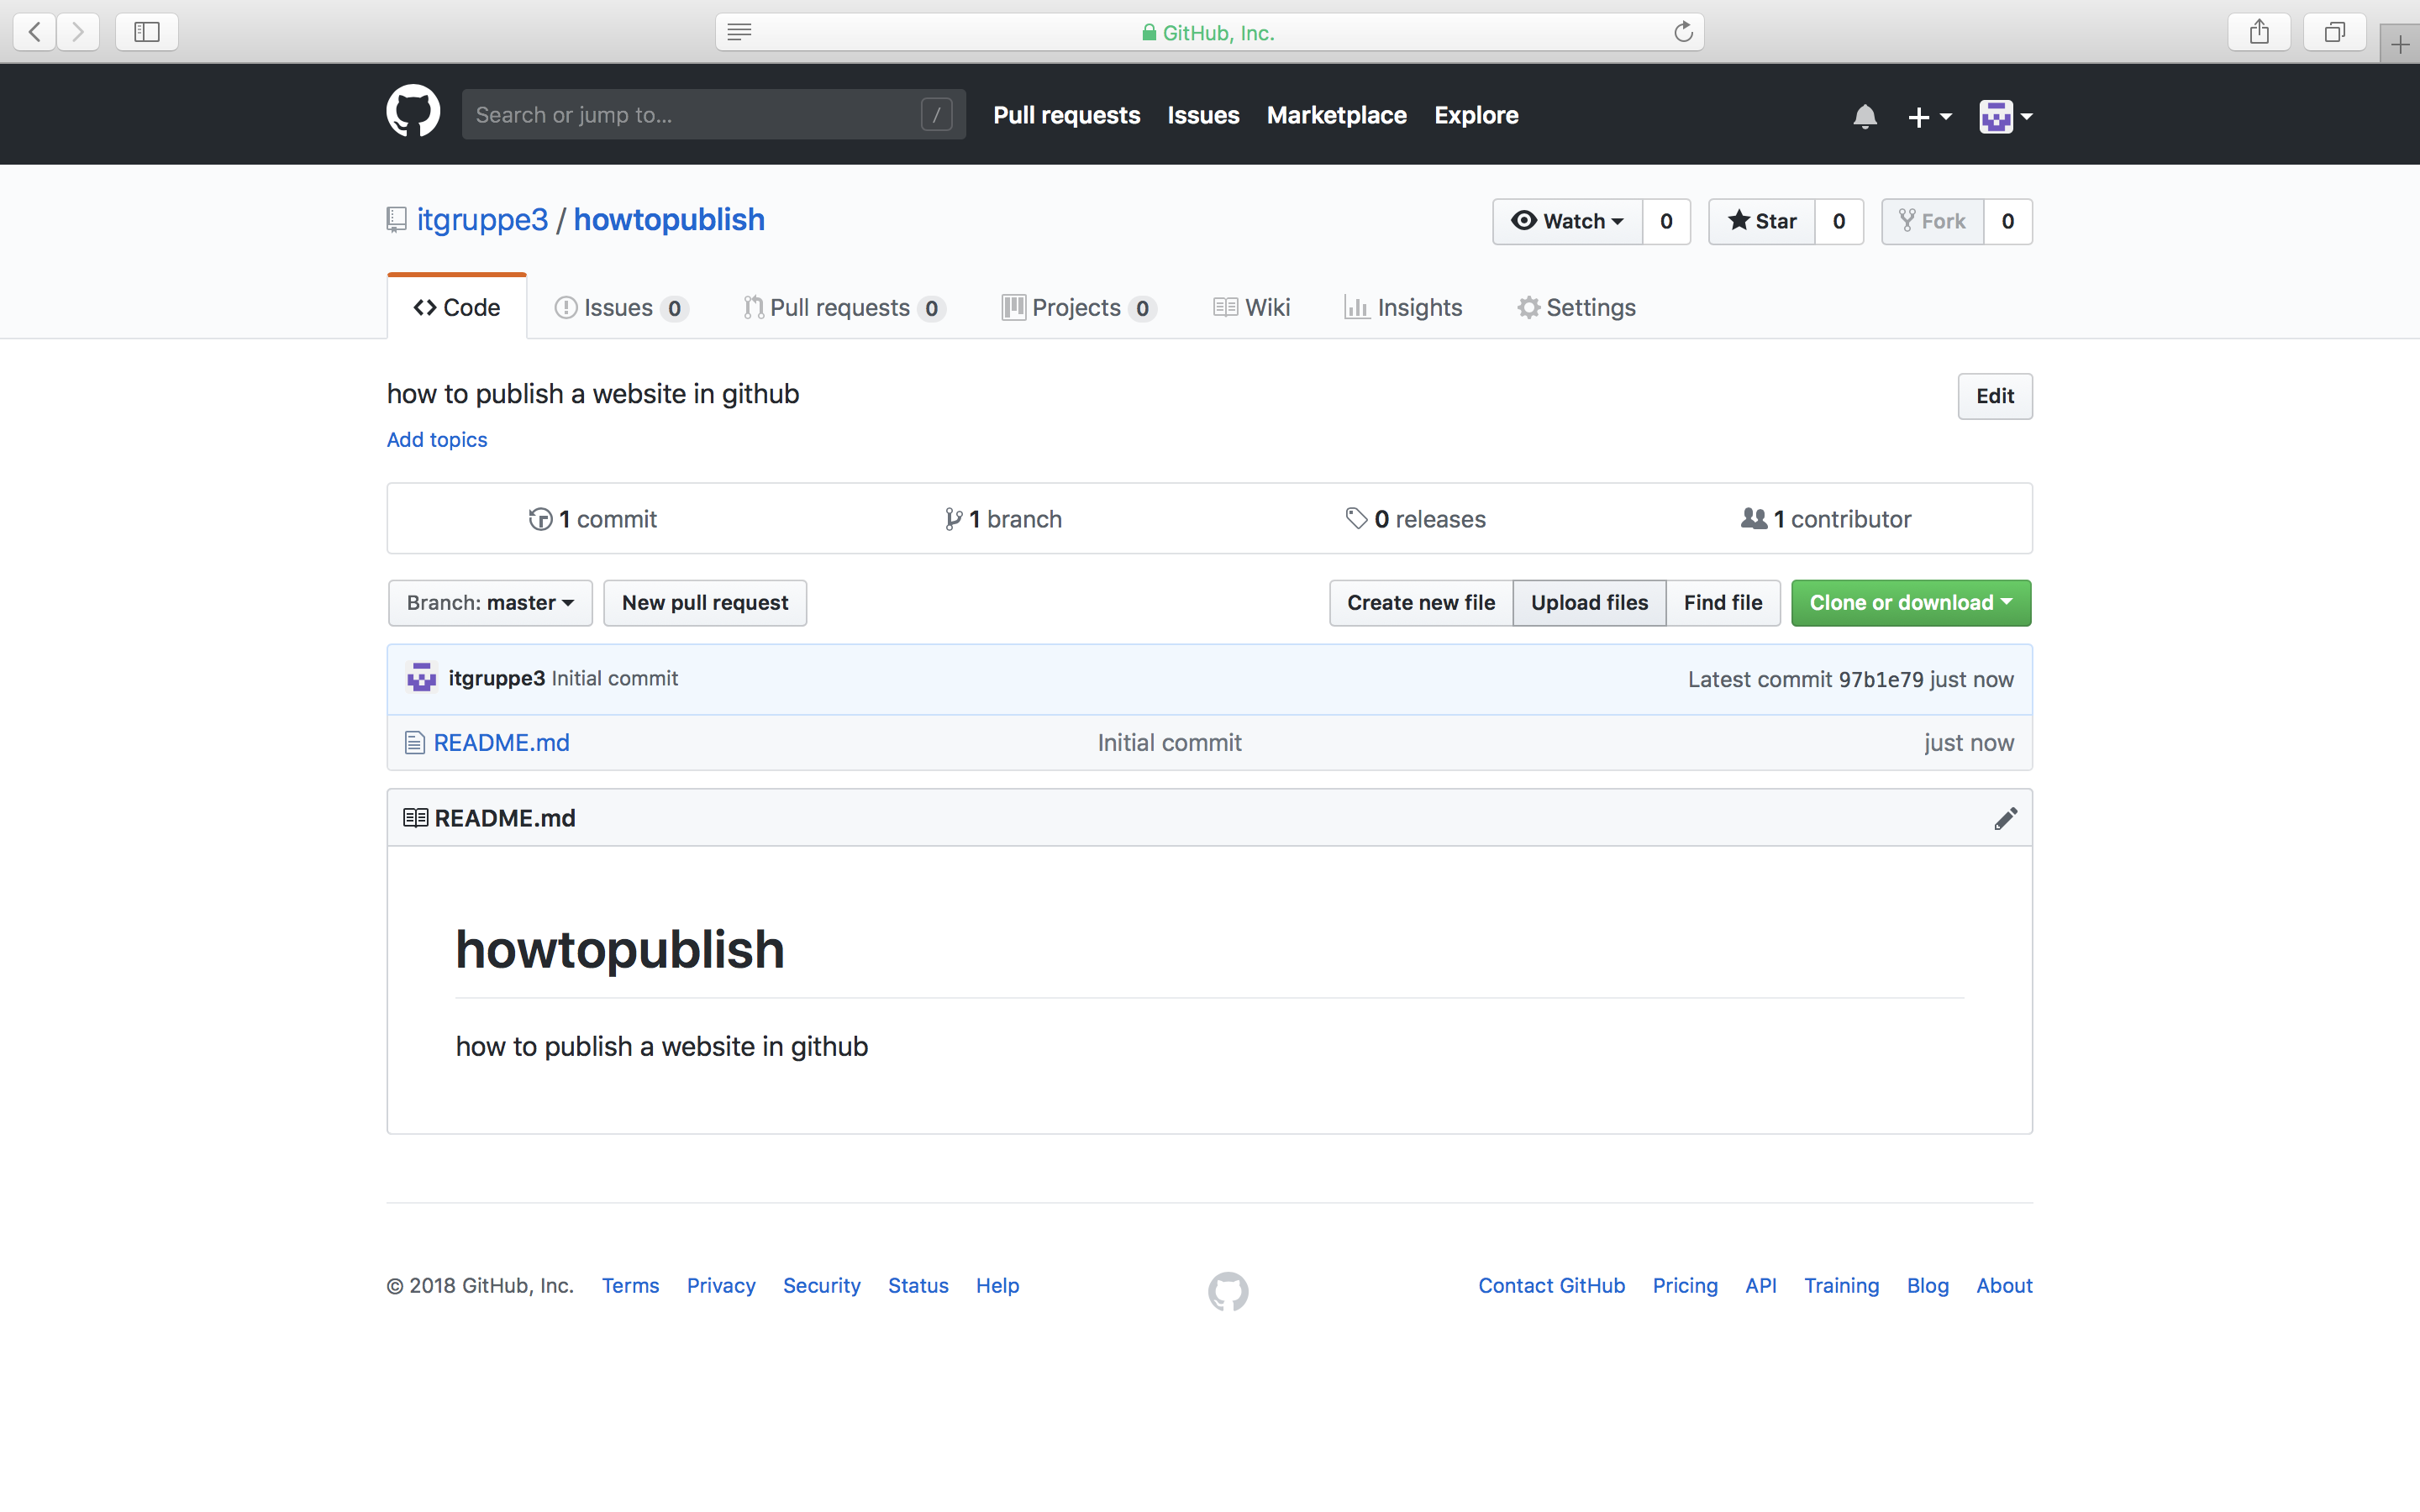 GitHub, Inc.
Search or jump to... / Pull requests Issues Marketplace Explore
itgruppe3 / howtopublish Watch 0 Star 0 Fork 0
Code Issues 0 Pull requests 0 Projects 0 Wiki Insights Settings
how to publish a website in github Edit
Add topics
1 commit 1 branch 0 releases 1 contributor
Branch: master New pull request Create new file Upload files Find file Clone or download
itgruppe3 Initial commit Latest commit 97b1e79 just now
README.md Initial commit just now
README.md
howtopublish
how to publish a website in github
© 2018 GitHub, Inc. Terms Privacy Security Status Help Contact GitHub Pricing API Training Blog About